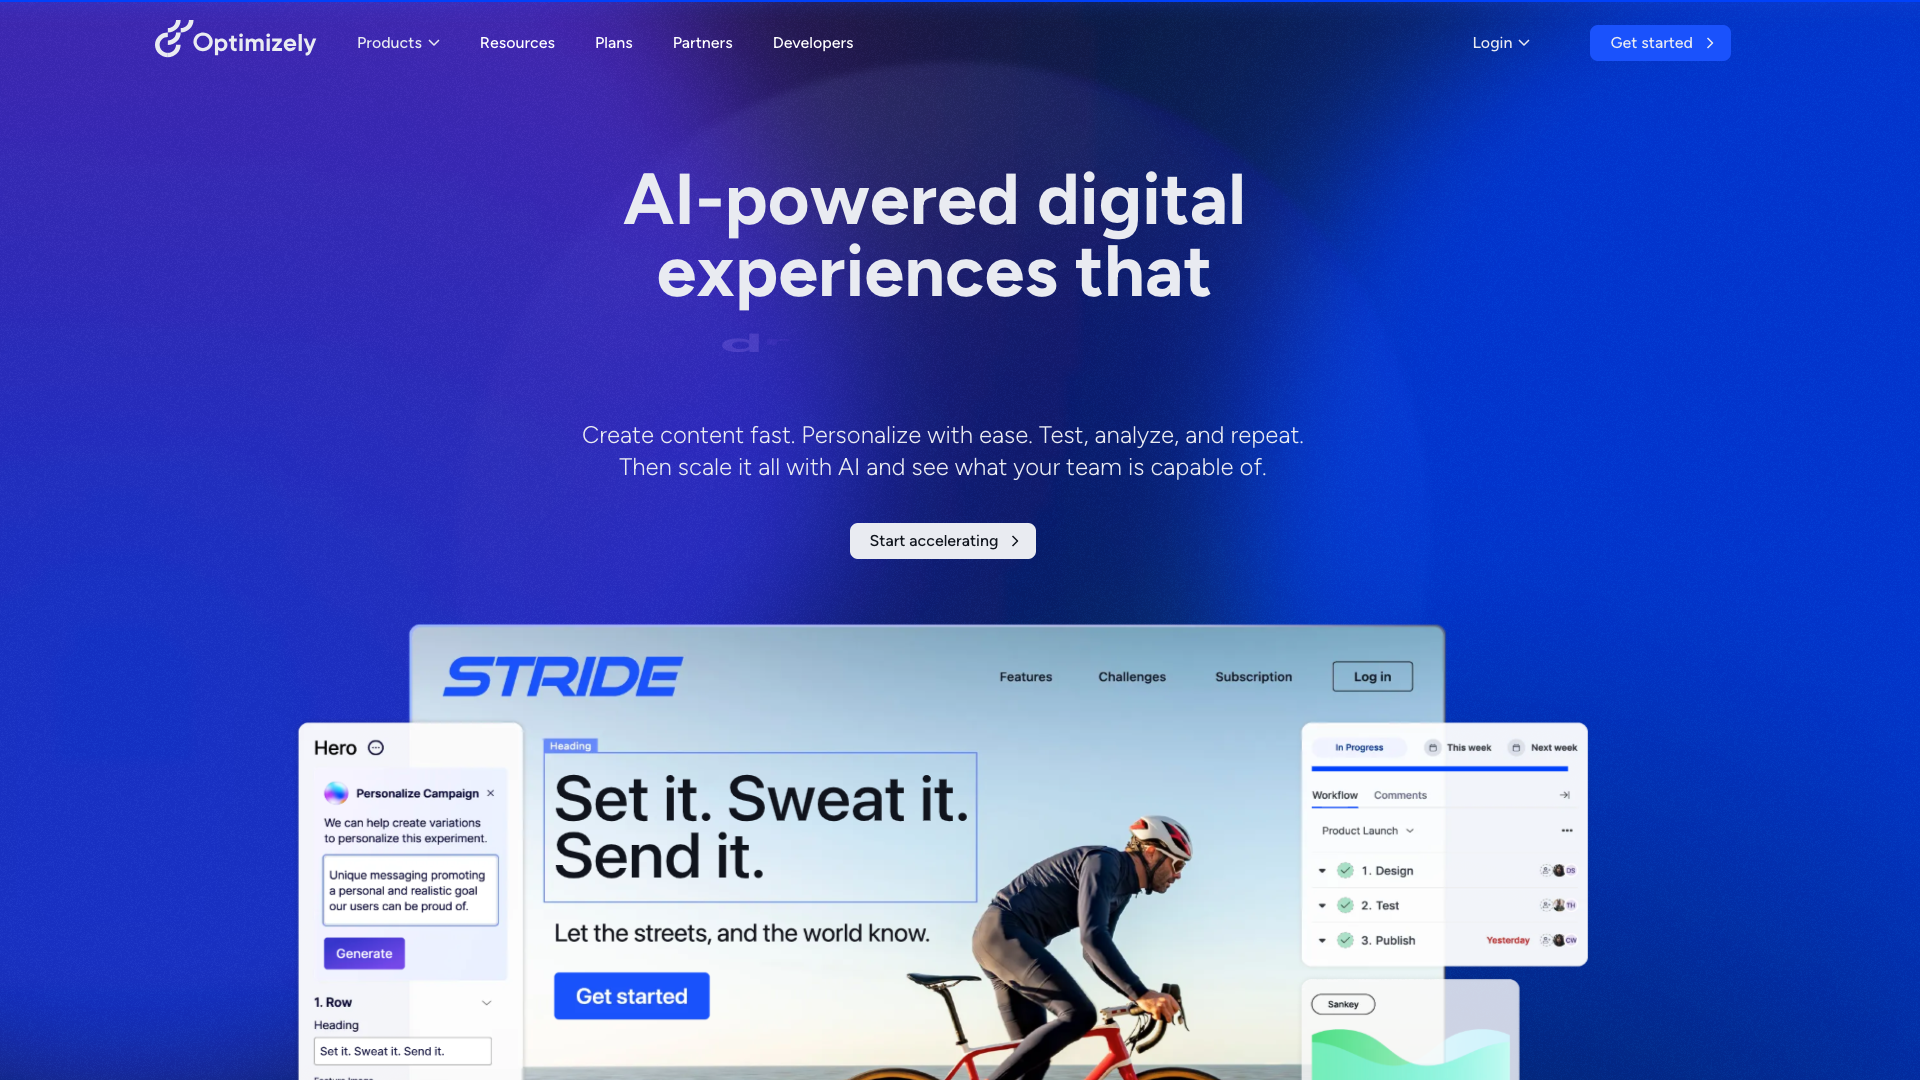 Optimizely
Products
Resources
Plans
Partners
Developers
Login
Get started
AI-powered digital
experiences that
Create content fast. Personalize with ease. Test, analyze, and repeat.
Then scale it all with AI and see what your team is capable of.
Start accelerating
STRIDE
Features
Challenges
Subscription
Log in
Hero
Personalize Campaign
We can help create variations
to personalize this experiment.
Unique messaging promoting
a personal and realistic goal
our users can be proud of.
Generate
1. Row
Heading
Set it. Sweat it. Send it.
Heading
Set it. Sweat it.
Send it.
Let the streets, and the world know.
Get started
In Progress
This week
Next week
Workflow
Comments
Product Launch
1. Design
DS
2. Test
TH
3. Publish
Yesterday
CW
Sankey